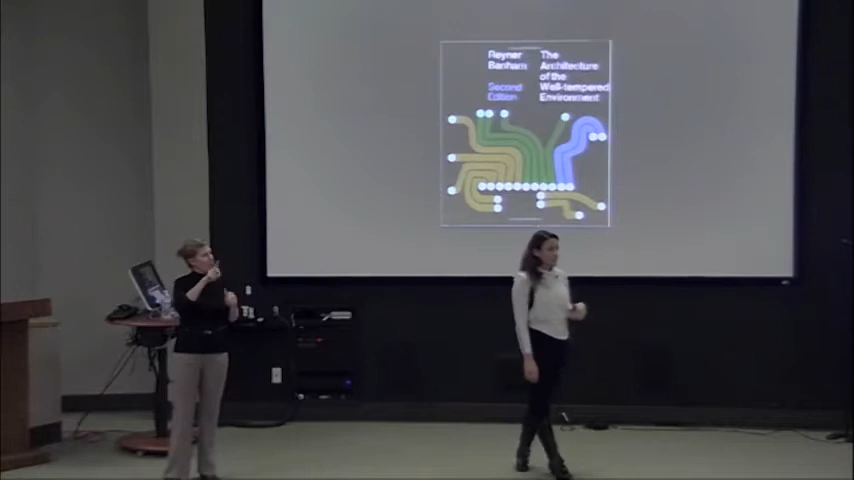 Reyner The
Banham Architecture
of the
Second Well-tempered
Edition Environment